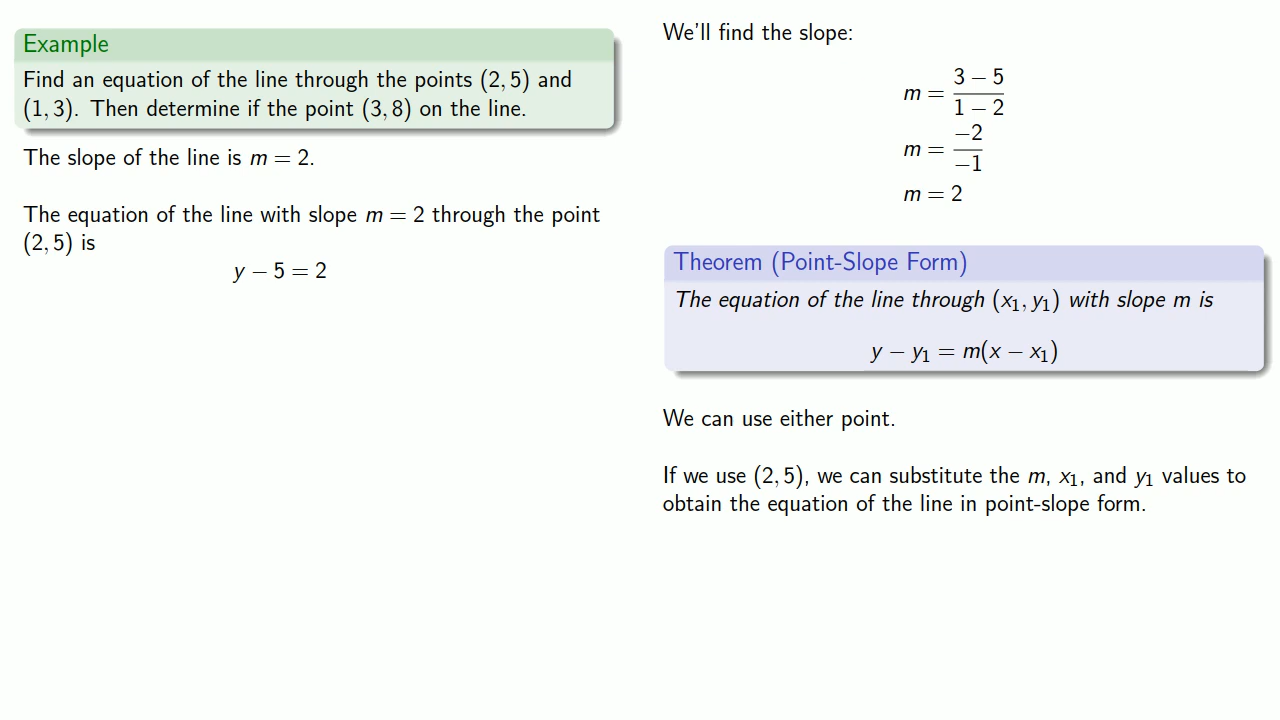 Example
Find an equation of the line through the points (2, 5) and
(1, 3). Then determine if the point (3, 8) on the line.
The slope of the line is m = 2.
The equation of the line with slope m = 2 through the point
(2, 5) is
y − 5 = 2
We'll find the slope:
m = \frac{3 − 5}{1 − 2}
m = \frac{−2}{−1}
m = 2
Theorem (Point-Slope Form)
The equation of the line through (x₁, y₁) with slope m is
y − y₁ = m(x − x₁)
We can use either point.
If we use (2, 5), we can substitute the m, x₁, and y₁ values to
obtain the equation of the line in point-slope form.